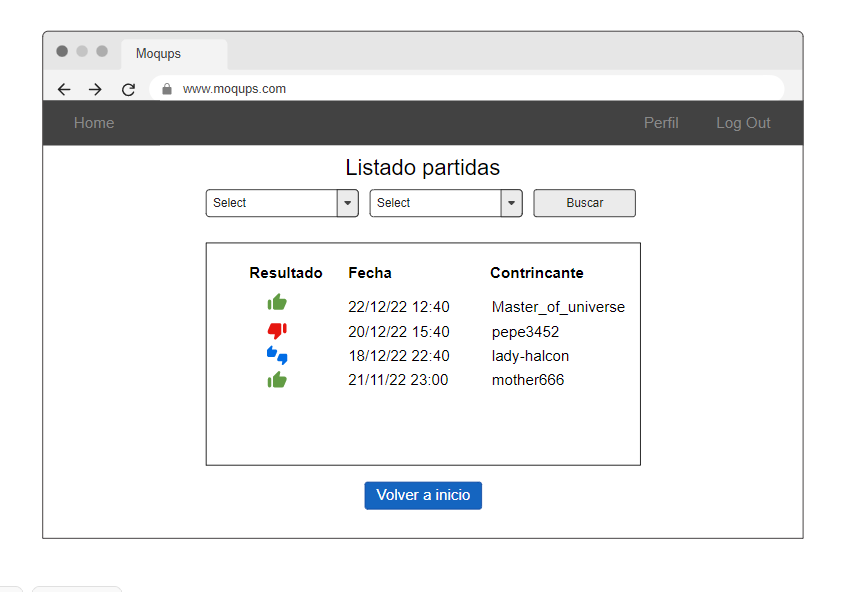 Moqups
www.moqups.com
Home Perfil Log Out
Listado partidas
Select Select Buscar
Resultado Fecha Contrincante
22/12/22 12:40 Master_of_universe
20/12/22 15:40 pepe3452
18/12/22 22:40 lady-halcon
21/11/22 23:00 mother666
Volver a inicio